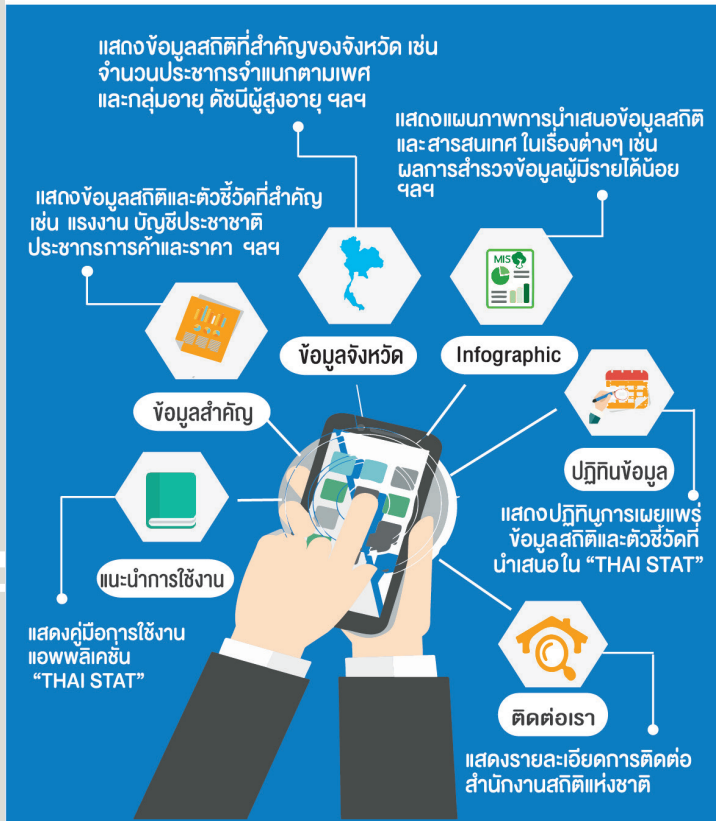 แสดงข้อมูลสถิติที่สำคัญของจังหวัด เช่น
จำนวนประชากรจำแนกตามเพศ
และกลุ่มอายุ ดัชนีผู้สูงอายุ ฯลฯ
แสดงแผนภาพการนำเสนอข้อมูลสถิติ
และสารสนเทศ ในเรื่องต่างๆ เช่น
ผลการสำรวจข้อมูลผู้มีรายได้น้อย
ฯลฯ
แสดงข้อมูลสถิติและตัวชี้วัดที่สำคัญ
เช่น แรงงาน บัญชีประชาชาติ
ประชากรการค้าและราคา ฯลฯ
MIS
ข้อมูลจังหวัด
Infographic
ข้อมูลสำคัญ
ปฏิทินข้อมูล
แสดงปฏิทินการเผยแพร่
ข้อมูลสถิติและตัวชี้วัดที่
นำเสนอใน “THAI STAT”
แนะนำการใช้งาน
แสดงคู่มือการใช้งาน
แอพพลิเคชั่น
“THAI STAT”
ติดต่อเรา
แสดงรายละเอียดการติดต่อ
สำนักงานสถิติแห่งชาติ